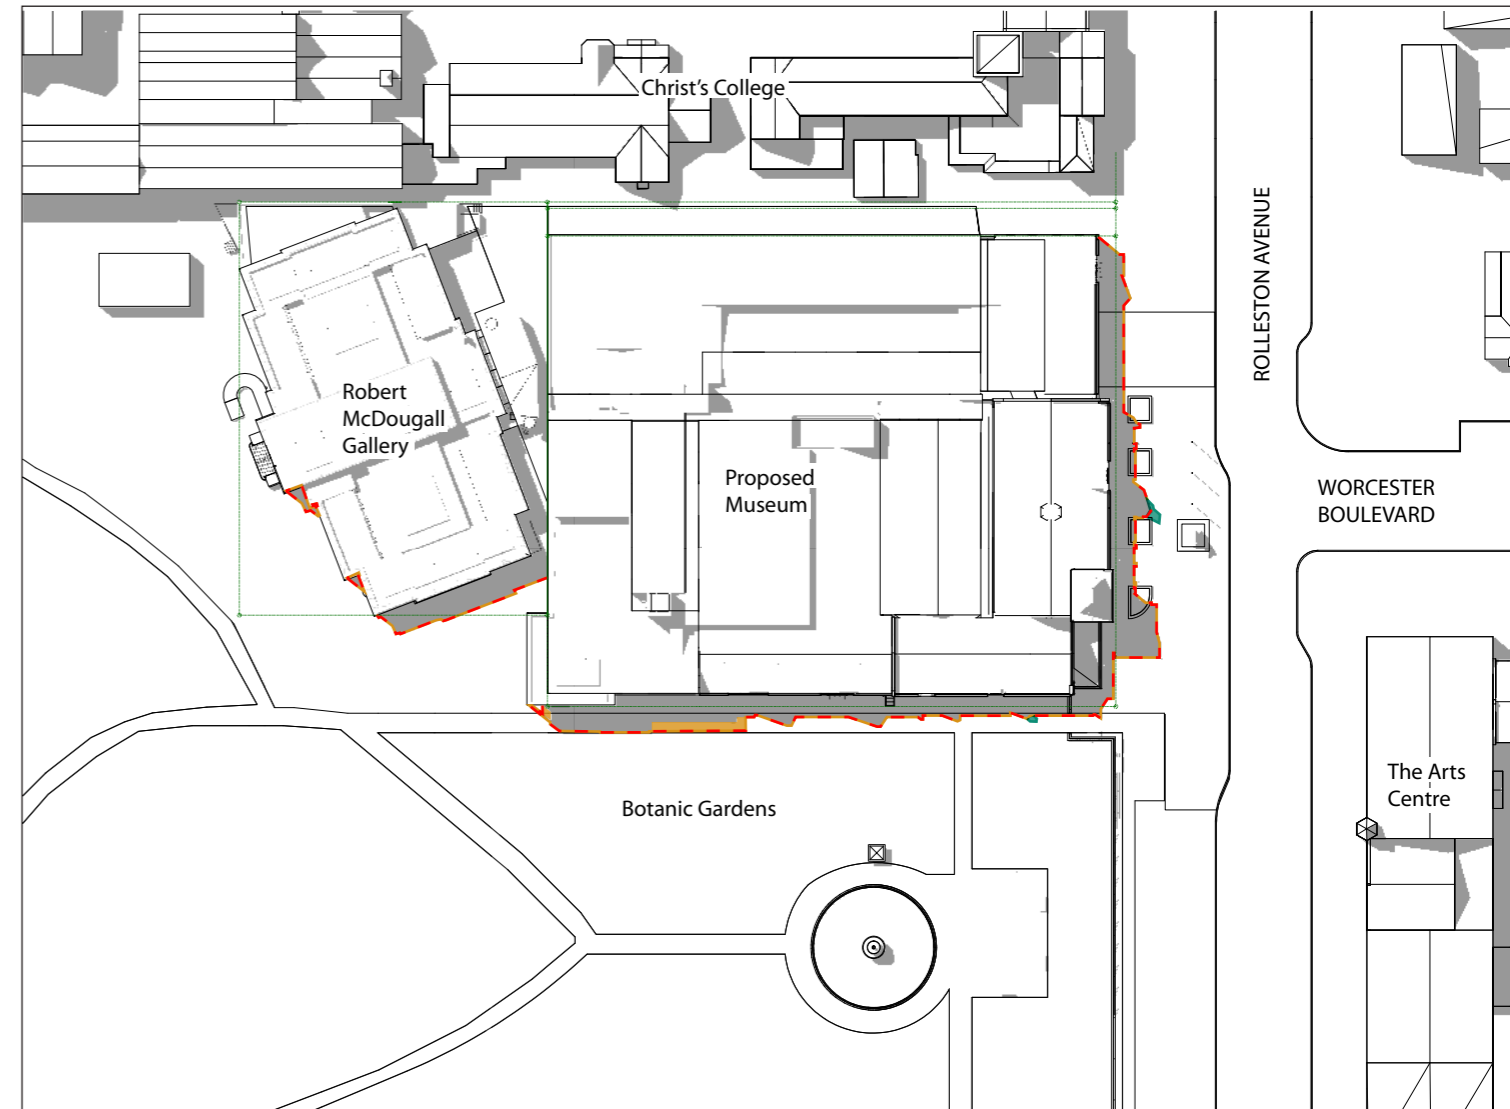 Christ's College
ROLLESTON AVENUE
Robert
McDougall
Gallery
Proposed
Museum
WORCESTER
BOULEVARD
The Arts
Centre
Botanic Gardens